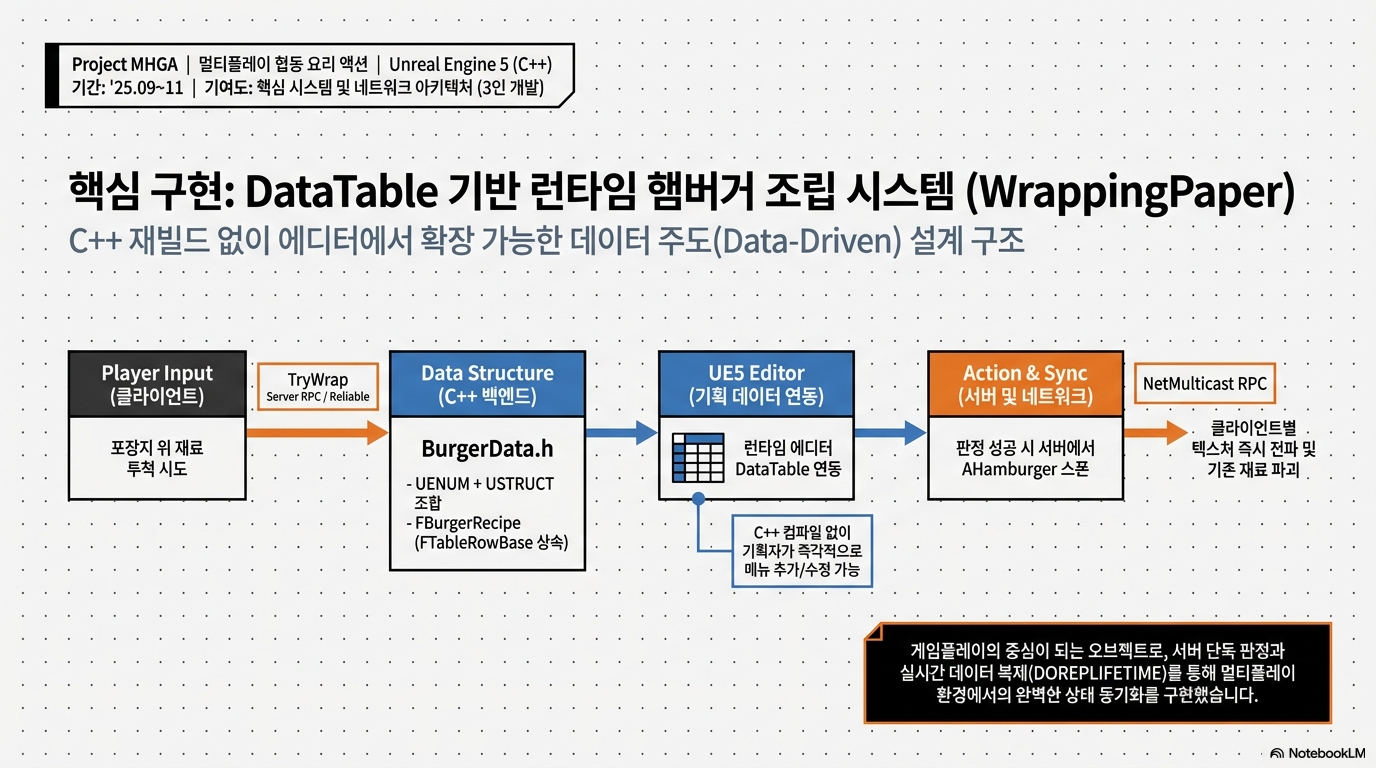 Project MHGA | 멀티플레이 협동 요리 액션 | Unreal Engine 5 (C++)
기간: '25.09~11 | 기여도: 핵심 시스템 및 네트워크 아키텍처 (3인 개발)
핵심 구현: DataTable 기반 런타임 햄버거 조립 시스템 (WrappingPaper)
C++ 재빌드 없이 에디터에서 확장 가능한 데이터 주도(Data-Driven) 설계 구조
Player Input
(클라이언트)
포장지 위 재료
투척 시도
TryWrap
Server RPC / Reliable
Data Structure
(C++ 백엔드)
BurgerData.h
- UENUM + USTRUCT
조합
- FBurgerRecipe
(FTableRowBase 상속)
UE5 Editor
(기획 데이터 연동)
런타임 에디터
DataTable 연동
C++ 컴파일 없이
기획자가 즉각적으로
메뉴 추가/수정 가능
Action & Sync
(서버 및 네트워크)
판정 성공 시 서버에서
AHamburger 스폰
NetMulticast RPC
클라이언트별
텍스처 즉시 전파 및
기존 재료 파괴
게임플레이의 중심이 되는 오브젝트로, 서버 단독 판정과
실시간 데이터 복제(DOREPLIFETIME)를 통해 멀티플레이
환경에서의 완벽한 상태 동기화를 구현했습니다.
NotebookLM